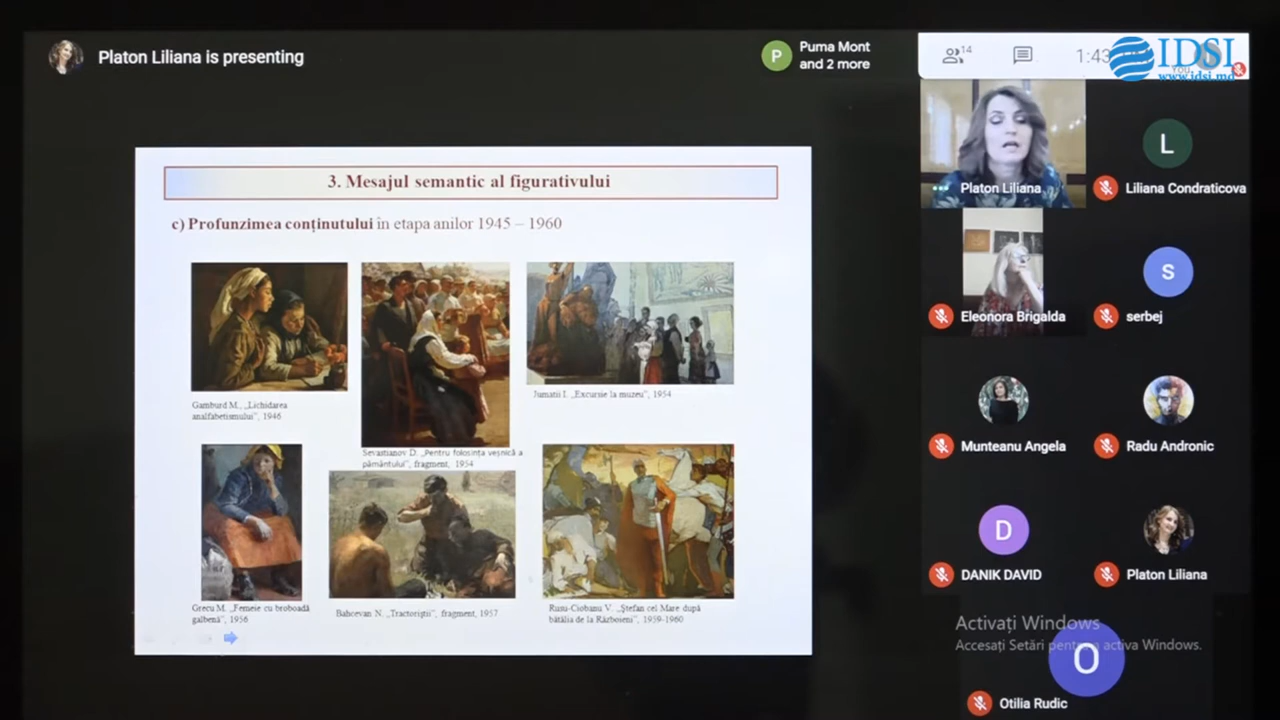 Platon Liliana is presenting
P
Puma Mont
and 2 more
14
1:43
You
IDSI
www.idsi.md
3. Mesajul semantic al figurativului
c) Profunzimea conținutului în etapa anilor 1945 – 1960
Gamburd M., „Lichidarea
analfabetismului”, 1946
Sevastianov D. „Pentru folosința veșnică a
pământului”, fragment, 1954
Jumatii I. „Excursie la muzeu”, 1954
Grecu M. „Femeie cu broboadă
galbenă”, 1956
Bahcevan N. „Tractoriștii”, fragment, 1957
Rusu-Ciobanu V. „Ștefan cel Mare după
bătălia de la Războieni”, 1959-1960
Platon Liliana
L
Liliana Condraticova
Eleonora Brigalda
S
serbej
Munteanu Angela
Radu Andronic
D
DANIK DAVID
Platon Liliana
Activați Windows
Accesați Setări pentru a activa Windows.
O
Otilia Rudic